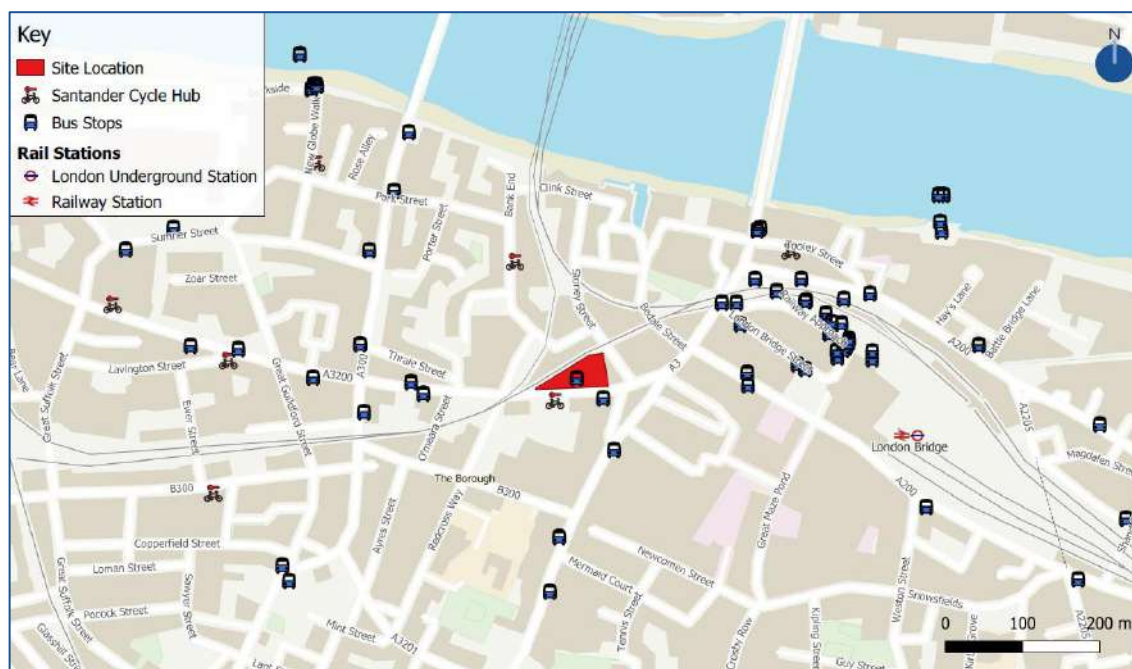 Key
Site Location
Santander Cycle Hub
Bus Stops
Rail Stations
London Underground Station
Railway Station
N
New Globe Walk
Rose Alley
Park Street
Bank End
Clink Street
Sumner Street
Porter Street
Zoar Street
Stoney Street
Tooley Street
Hay's Lane
Battle Bridge Lane
Bedale Street
Railway Approach
London Bridge Street
A200
Lavington Street
Great Suffolk Street
Great Guildford Street
A3200
A300
Thrale Street
A3
Ewer Street
O'meara Street
A2205
London Bridge
Magdalen Street
The Borough
B300
B300
A200
Great Maze Pond
Ayres Street
Redcross Way
Copperfield Street
Loman Street
Newcomen Street
Mermaid Court
Great Suffolk Street
Sawyer Street
Pocock Street
Weston Street
Snowsfields
Mint Street
A3201
Tennis Street
Crosby Row
Kipling Street
Guy Street
A2205
0 100 200 m